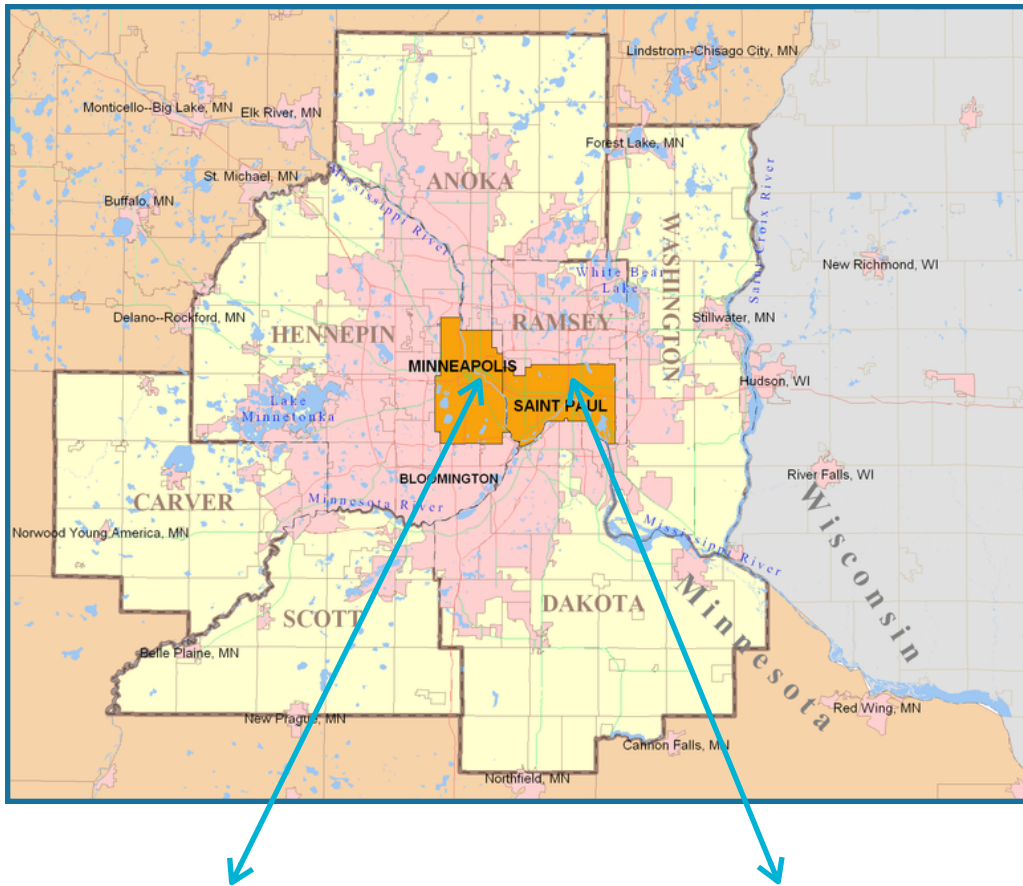 Lindstrom--Chisago City, MN
Monticello--Big Lake, MN
Elk River, MN
Forest Lake, MN
St. Michael, MN
ANOKA
Mississippi River
Buffalo, MN
WASHINGTON
Saint Croix River
New Richmond, WI
White Bear
Lake
Delano--Rockford, MN
HENNEPIN
RAMSEY
Stillwater, MN
MINNEAPOLIS
Hudson, WI
Lake
Minnetonka
SAINT PAUL
BLOOMINGTON
River Falls, WI
CARVER
Minnesota River
Wisconsin
Norwood Young America, MN
Mississippi River
SCOTT
DAKOTA
Minnesota
Belle Plaine, MN
New Prague, MN
Red Wing, MN
Cannon Falls, MN
Northfield, MN